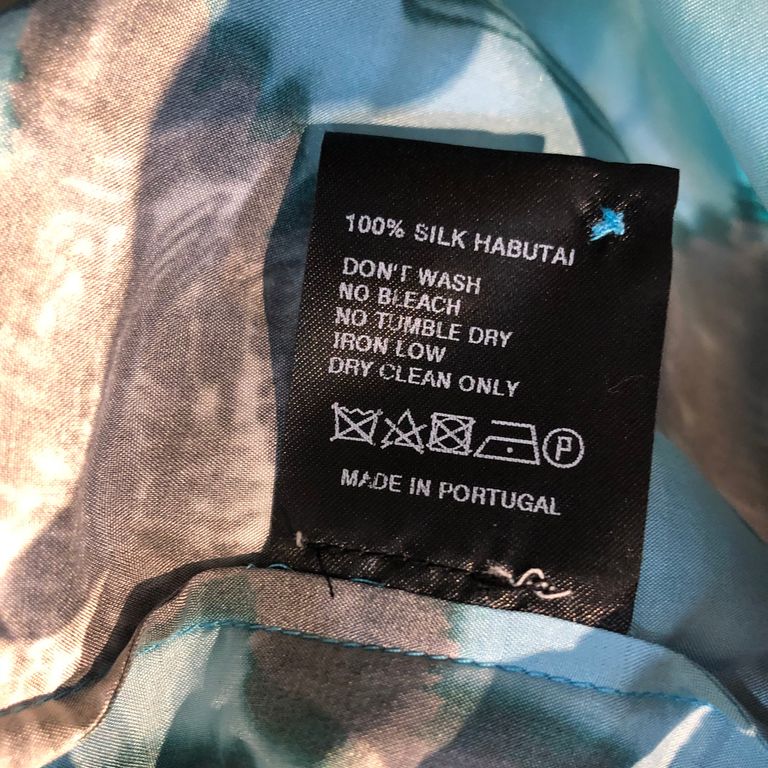 100% SILK HABUTAI
DON'T WASH
NO BLEACH
NO TUMBLE DRY
IRON LOW
DRY CLEAN ONLY
P
MADE IN PORTUGAL